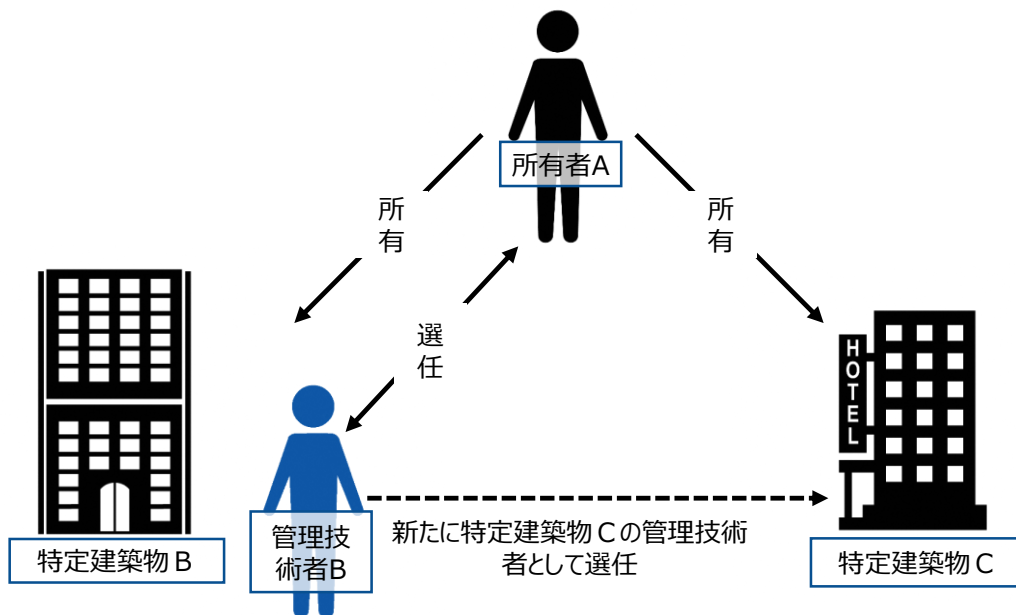 所有者A
所有
所有
選任
HOTEL
特定建築物B
管理技
術者B
新たに特定建築物Cの管理技術
者として選任
特定建築物C